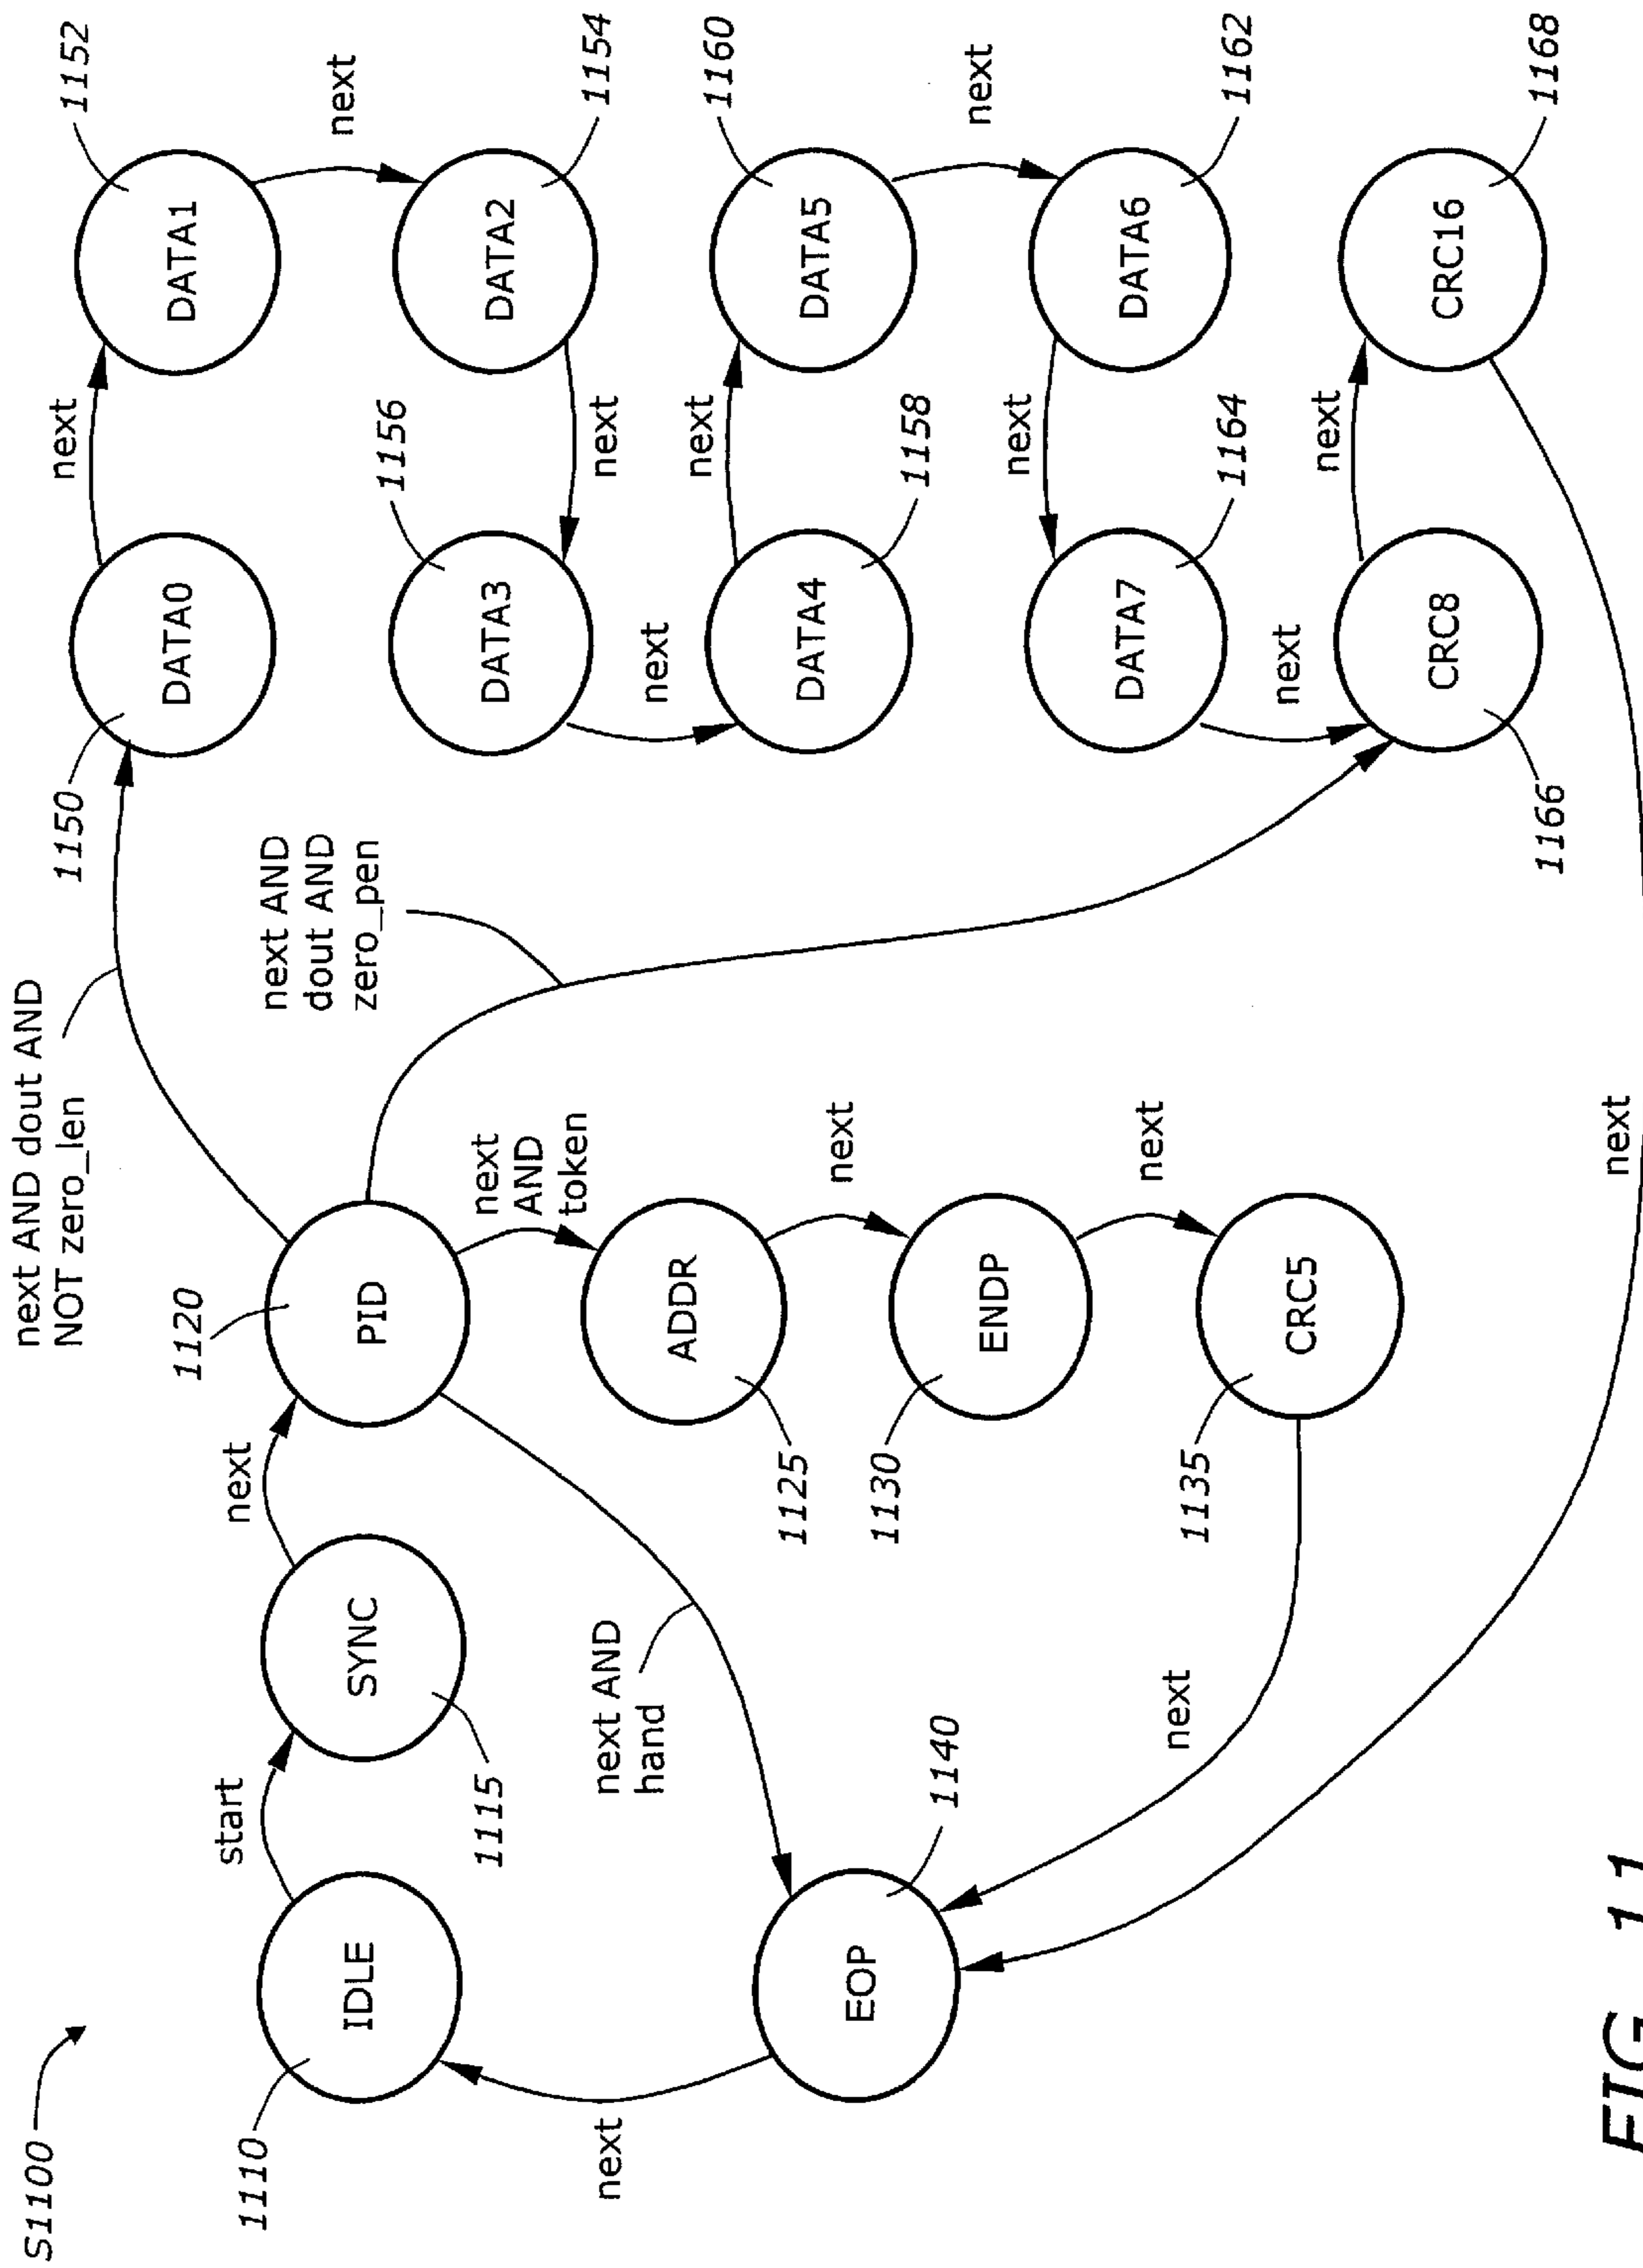 S1100
1110
IDLE
start
1115
SYNC
next
1120
PID
next AND dout AND
NOT zero_len
1150
DATA0
next
1152
DATA1
next
next AND
dout AND
zero_pen
1156
DATA3
next
DATA2
1154
next
AND
token
next AND
hand
next
1140
EOP
next
1125
ADDR
next
1130
ENDP
next
1135
CRC5
next
DATA4
1158
next
1160
DATA5
next
DATA7
1164
next
DATA6
1162
next
1166
CRC8
next
CRC16
1168
next
FIG. 11